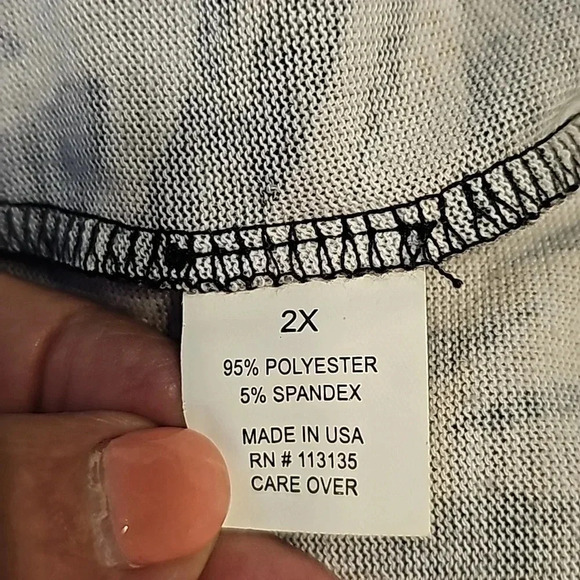 2X
95% POLYESTER
5% SPANDEX
MADE IN USA
RN # 113135
CARE OVER